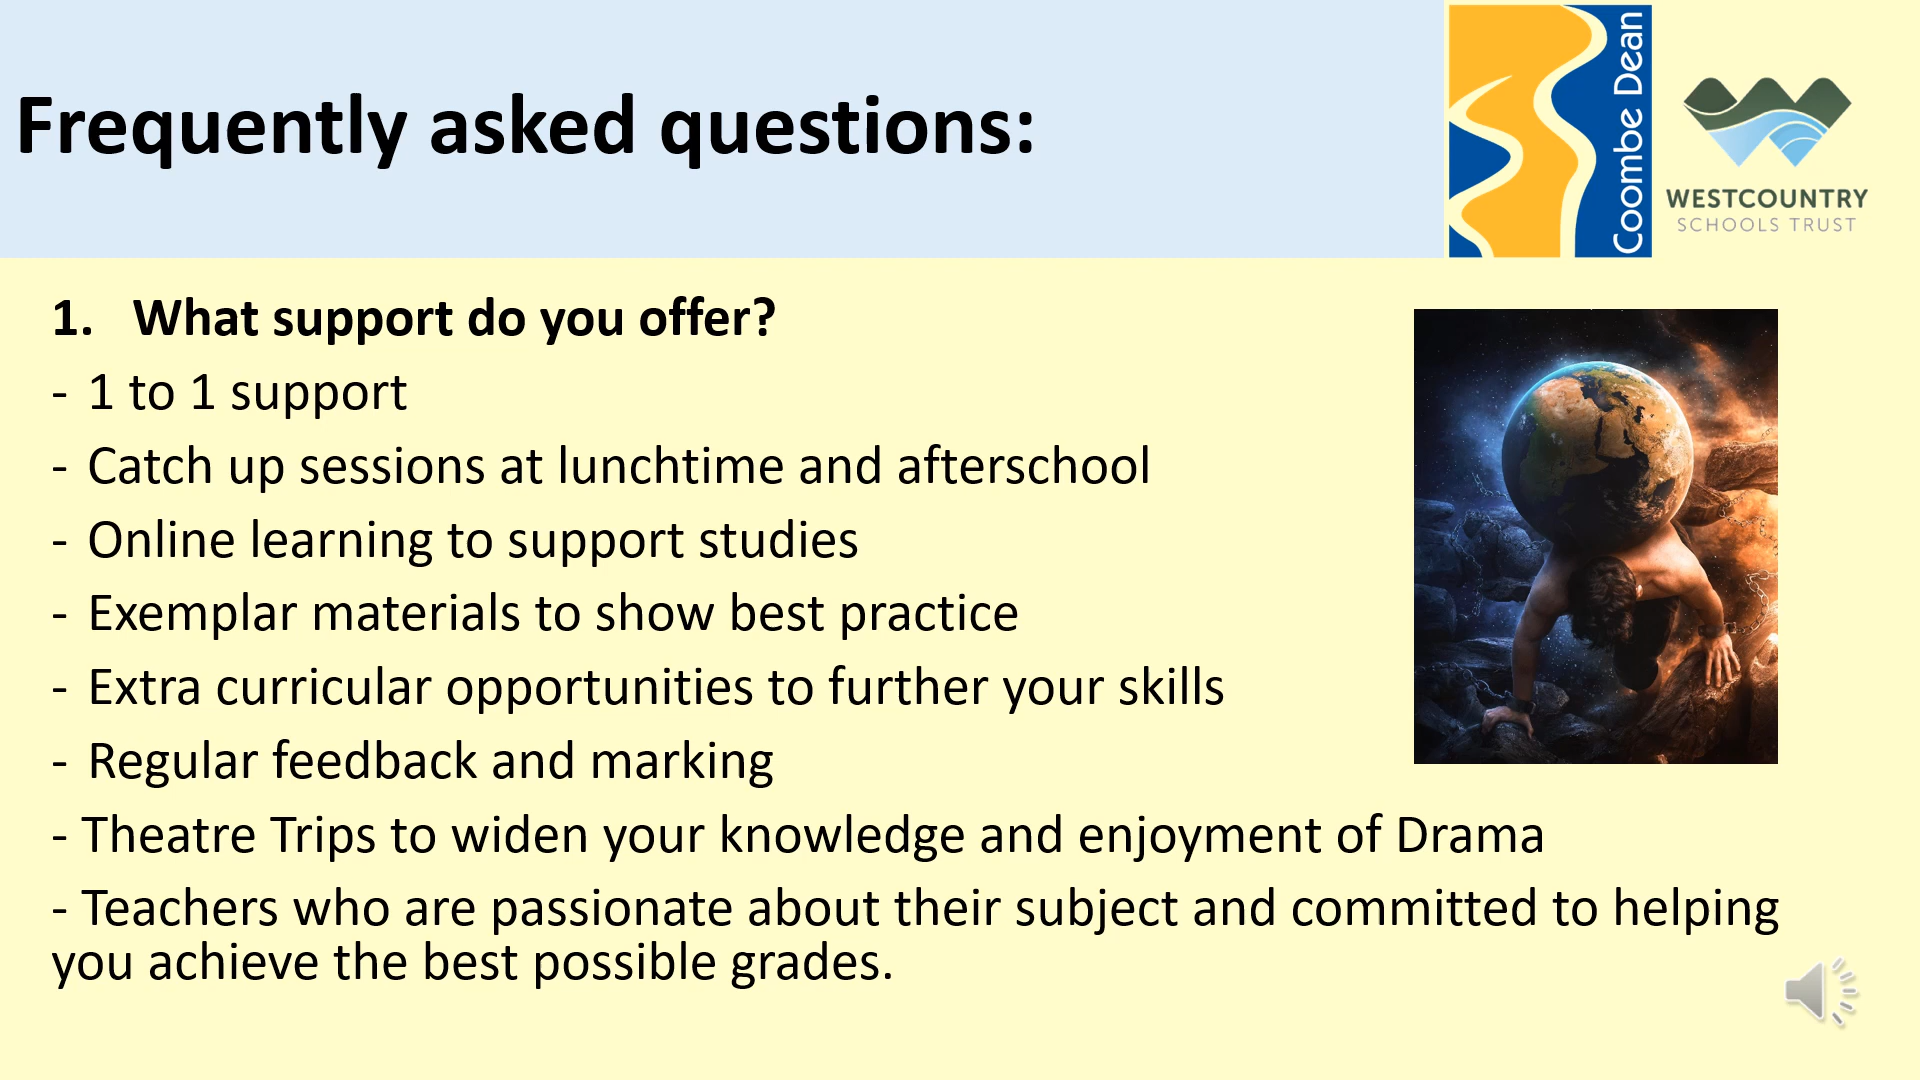 Frequently asked questions:
Coombe Dean
WESTCOUNTRY
SCHOOLS TRUST
1. What support do you offer?
- 1 to 1 support
- Catch up sessions at lunchtime and afterschool
- Online learning to support studies
- Exemplar materials to show best practice
- Extra curricular opportunities to further your skills
- Regular feedback and marking
- Theatre Trips to widen your knowledge and enjoyment of Drama
- Teachers who are passionate about their subject and committed to helping
you achieve the best possible grades.